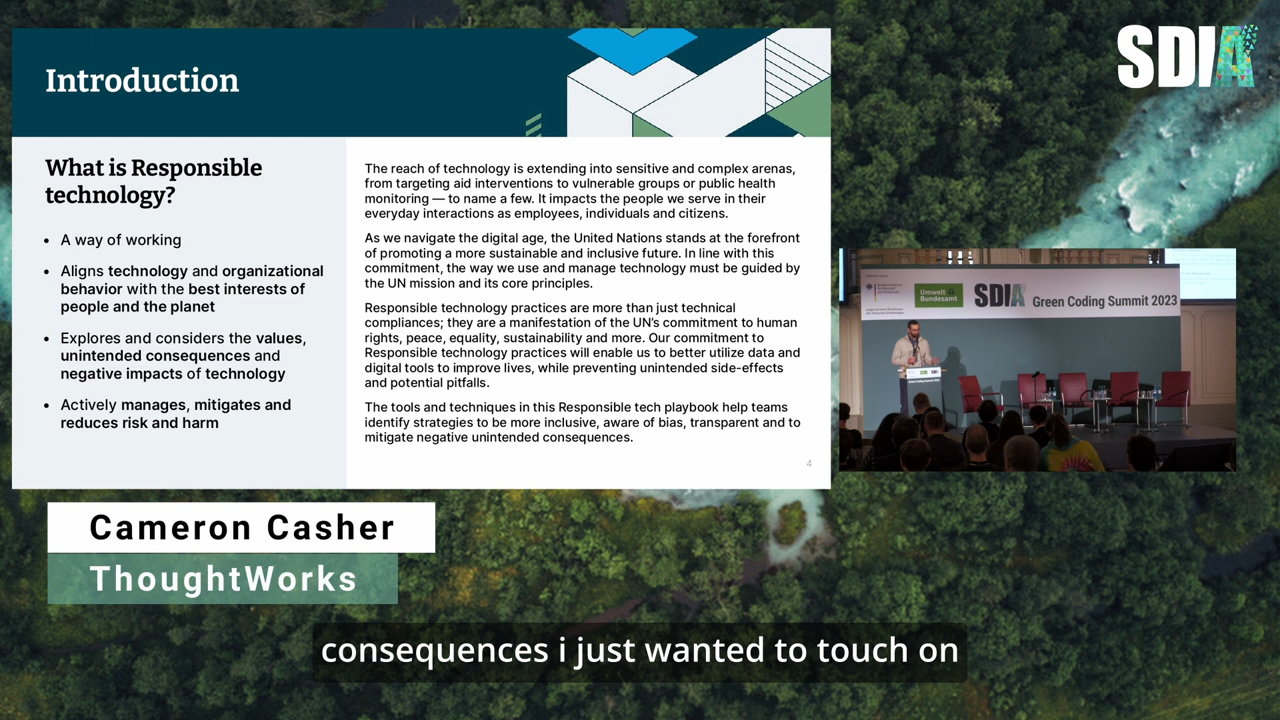 SDIA
Introduction
What is Responsible
technology?
• A way of working
• Aligns technology and organizational
behavior with the best interests of
people and the planet
• Explores and considers the values,
unintended consequences and
negative impacts of technology
• Actively manages, mitigates and
reduces risk and harm
The reach of technology is extending into sensitive and complex arenas,
from targeting aid interventions to vulnerable groups or public health
monitoring — to name a few. It impacts the people we serve in their
everyday interactions as employees, individuals and citizens.
As we navigate the digital age, the United Nations stands at the forefront
of promoting a more sustainable and inclusive future. In line with this
commitment, the way we use and manage technology must be guided by
the UN mission and its core principles.
Responsible technology practices are more than just technical
compliances; they are a manifestation of the UN's commitment to human
rights, peace, equality, sustainability and more. Our commitment to
Responsible technology practices will enable us to better utilize data and
digital tools to improve lives, while preventing unintended side-effects
and potential pitfalls.
The tools and techniques in this Responsible tech playbook help teams
identify strategies to be more inclusive, aware of bias, transparent and to
mitigate negative unintended consequences.
4
Umwelt
Bundesamt
SDIA
Green Coding Summit 2023
Green Coding Summit 2023
Cameron Casher
ThoughtWorks
consequences i just wanted to touch on